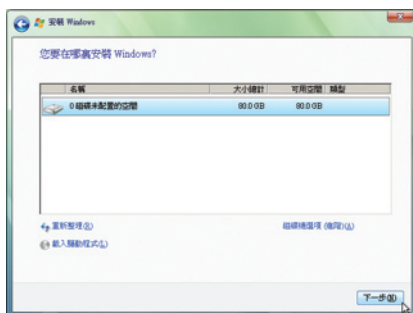 安裝 Windows
您要在哪裏安裝 Windows?
名稱 大小總計 可用空間 類型
0 磁碟未配置的空間 80.0 GB 80.0 GB
重新整理(R) 磁碟機選項 (進階)(A)
載入驅動程式(L)
下一步(N)